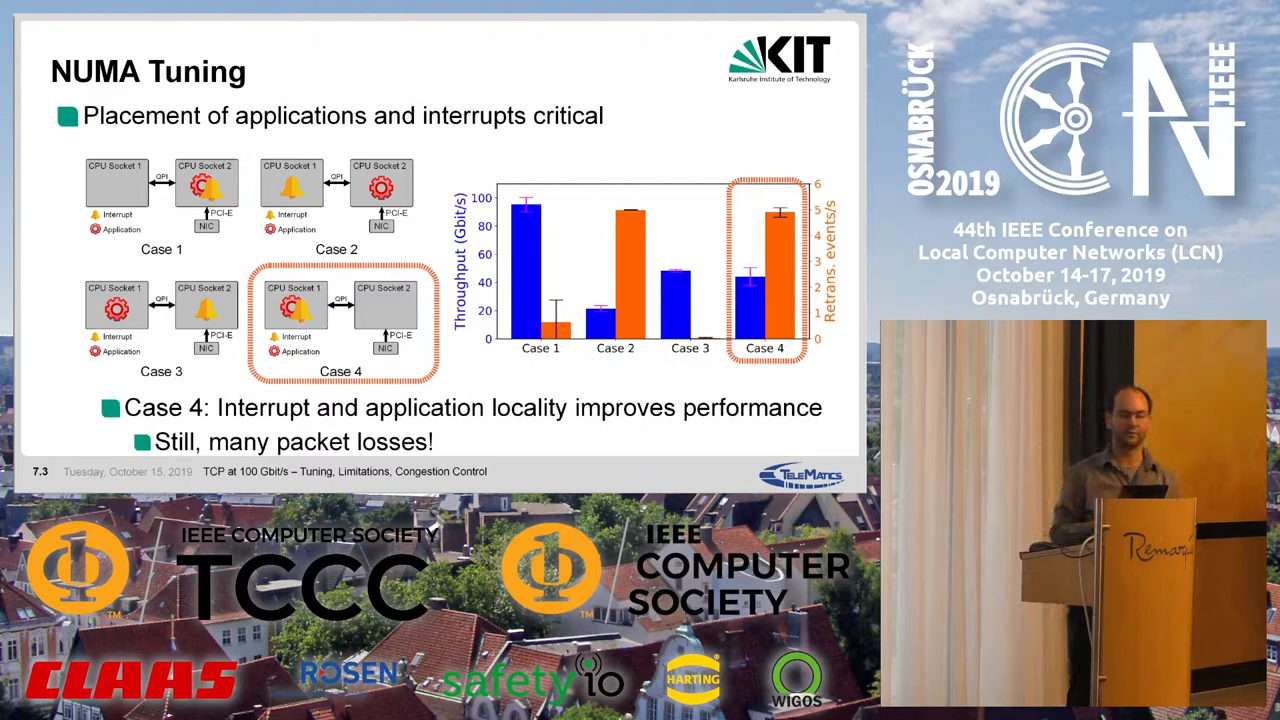 NUMA Tuning
KIT
Karlsruhe Institute of Technology
Placement of applications and interrupts critical
CPU Socket 1
QPI
CPU Socket 2
PCI-E
NIC
Interrupt
Application
Case 1
CPU Socket 1
QPI
CPU Socket 2
PCI-E
NIC
Interrupt
Application
Case 2
CPU Socket 1
QPI
CPU Socket 2
PCI-E
NIC
Interrupt
Application
Case 3
CPU Socket 1
QPI
CPU Socket 2
PCI-E
NIC
Interrupt
Application
Case 4
Throughput (Gbit/s)
100
80
60
40
20
0
Case 1
Case 2
Case 3
Case 4
6
5
4
3
2
1
0
Retrans. events/s
Case 4: Interrupt and application locality improves performance
Still, many packet losses!
7.3
Tuesday, October 15, 2019
TCP at 100 Gbit/s – Tuning, Limitations, Congestion Control
TELEMATICS
OSNABRÜCK
2019
LCN
IEEE
44th IEEE Conference on
Local Computer Networks (LCN)
October 14-17, 2019
Osnabrück, Germany
IEEE COMPUTER SOCIETY
TCCC
TM
IEEE
COMPUTER
SOCIETY
TM
CLAAS
ROSEN
safety io
HARTING
WIGOS